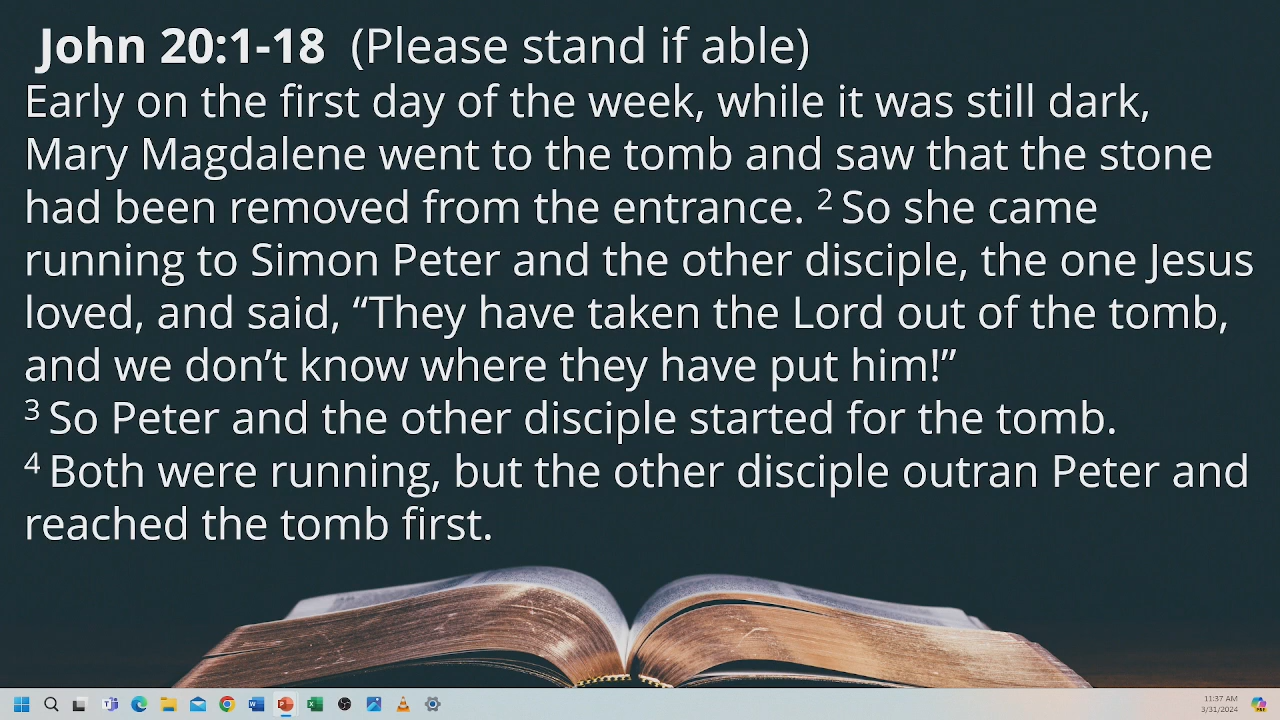 John 20:1-18 (Please stand if able)
Early on the first day of the week, while it was still dark,
Mary Magdalene went to the tomb and saw that the stone
had been removed from the entrance. 2 So she came
running to Simon Peter and the other disciple, the one Jesus
loved, and said, “They have taken the Lord out of the tomb,
and we don’t know where they have put him!”
3 So Peter and the other disciple started for the tomb.
4 Both were running, but the other disciple outran Peter and
reached the tomb first.
11:37 AM
3/31/2024